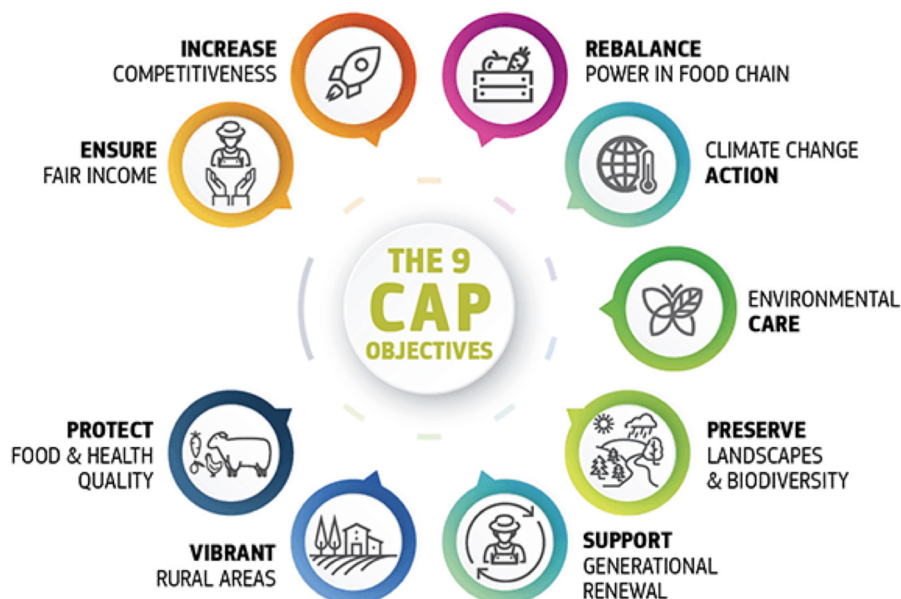 THE 9
CAP
OBJECTIVES
ENSURE
FAIR INCOME
INCREASE
COMPETITIVENESS
REBALANCE
POWER IN FOOD CHAIN
CLIMATE CHANGE
ACTION
ENVIRONMENTAL
CARE
PRESERVE
LANDSCAPES
& BIODIVERSITY
SUPPORT
GENERATIONAL
RENEWAL
VIBRANT
RURAL AREAS
PROTECT
FOOD & HEALTH
QUALITY